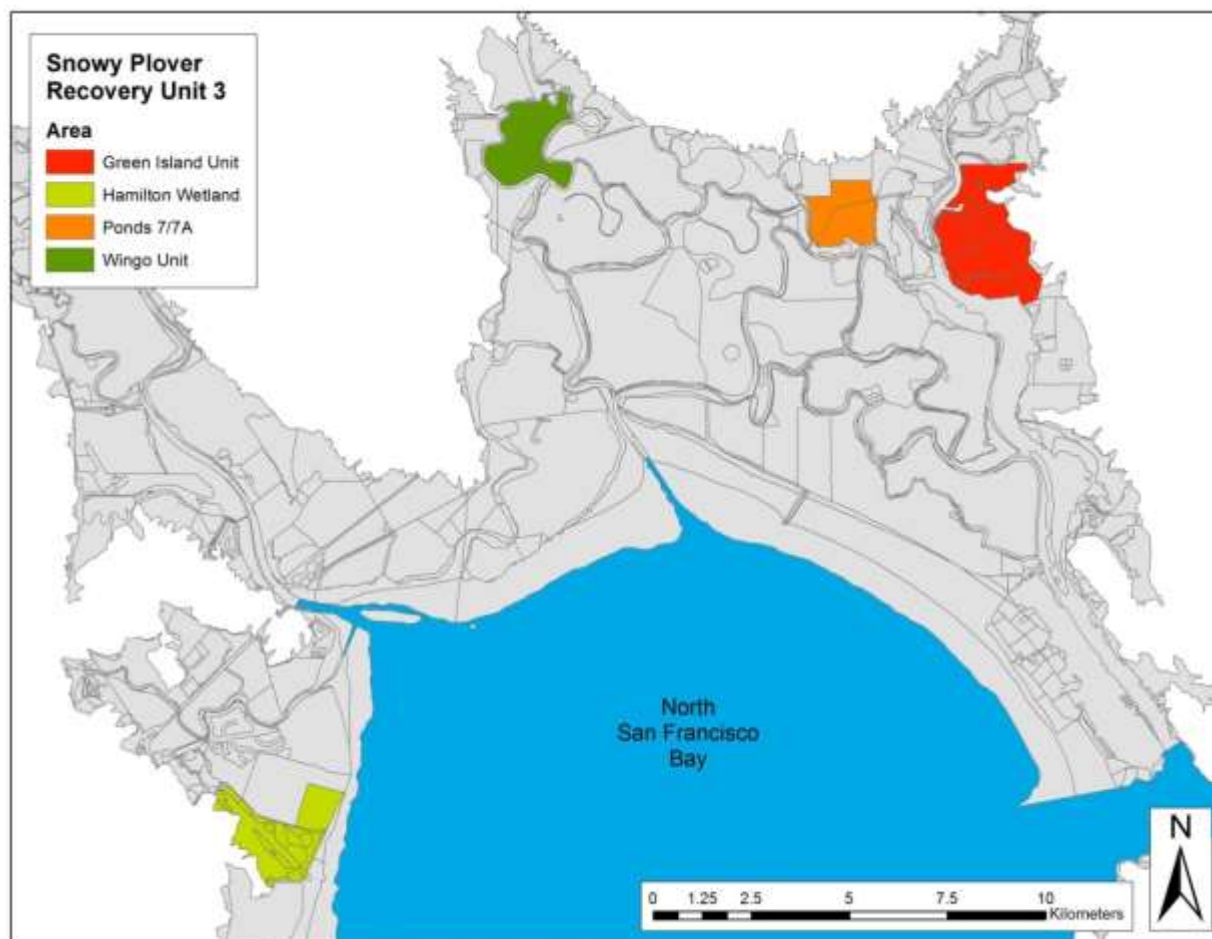 Snowy Plover
Recovery Unit 3
Area
Green Island Unit
Hamilton Wetland
Ponds 7/7A
Wingo Unit
North
San Francisco
Bay
N
0 1.25 2.5 5 7.5 10
Kilometers